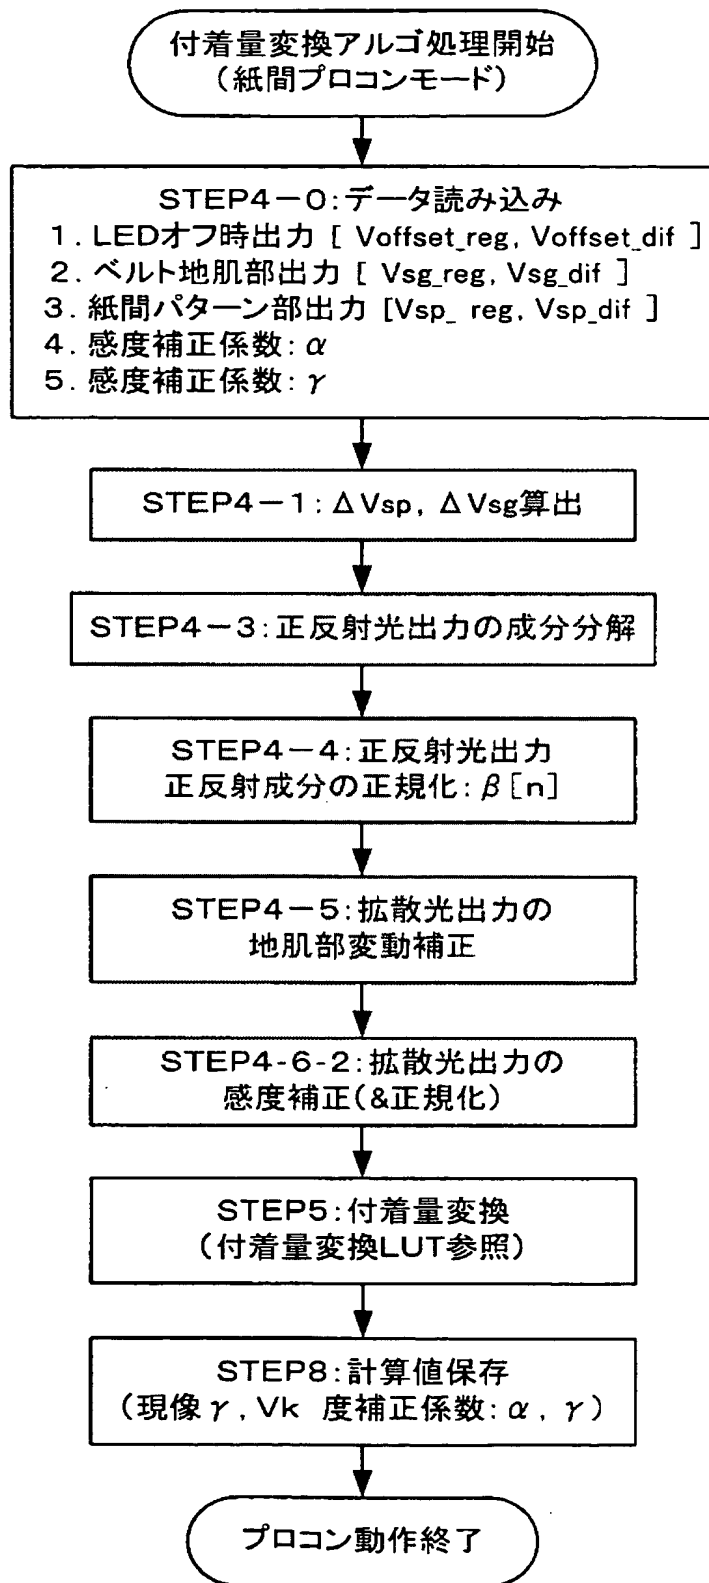 付着量変換アルゴ処理開始
(紙間プロコンモード)
STEP4-0:データ読み込み
1. LEDオフ時出力 [ Voffset_reg, Voffset_dif ]
2. ベルト地肌部出力 [ Vsg_reg, Vsg_dif ]
3. 紙間パターン部出力 [Vsp_ reg, Vsp_dif ]
4. 感度補正係数: α
5. 感度補正係数: γ
STEP4-1: ΔVsp, ΔVsg算出
STEP4-3:正反射光出力の成分分解
STEP4-4:正反射光出力
正反射成分の正規化: β[n]
STEP4-5:拡散光出力の
地肌部変動補正
STEP4-6-2:拡散光出力の
感度補正(&正規化)
STEP5:付着量変換
(付着量変換LUT参照)
STEP8:計算値保存
(現像γ, Vk 度補正係数: α, γ)
プロコン動作終了